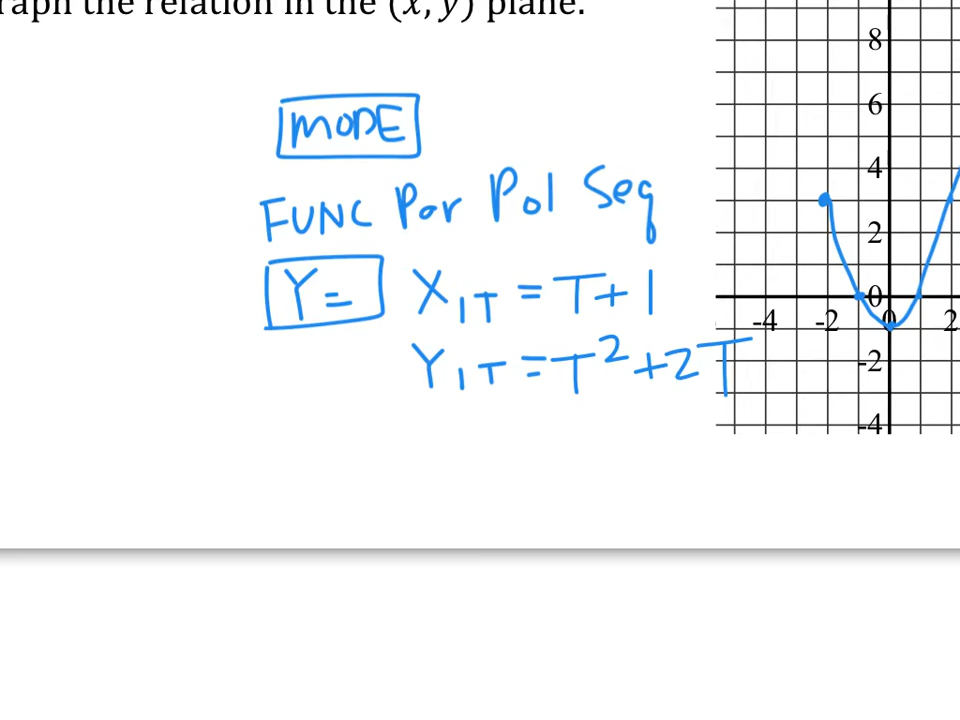 raph the relation in the (x, y) plane.
MODE
FUNC Par Pol Seq
Y= X1T = T+1
Y1T = T²+2T
8
6
4
2
0
-4 -2 0 2
-2
-4